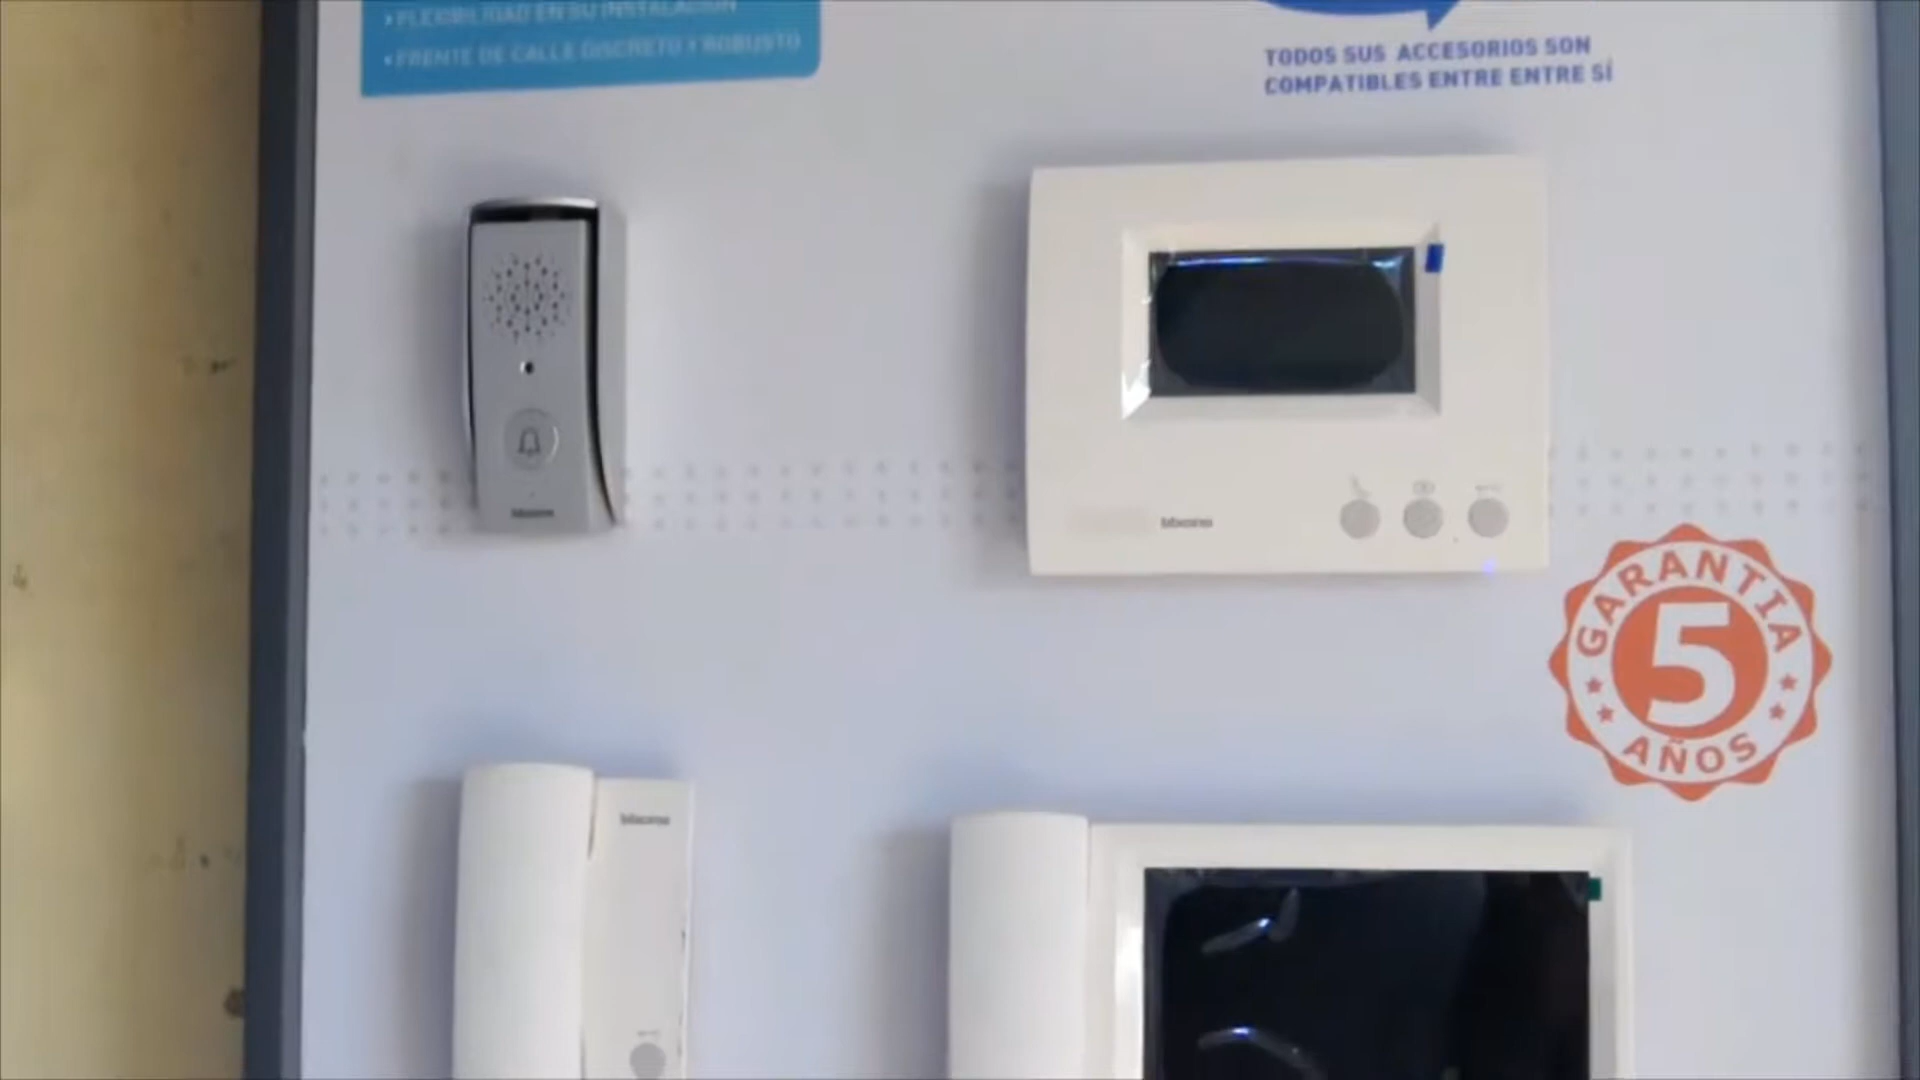 • FLEXIBILIDAD EN SU INSTALACIÓN
• FRENTE DE CALLE DISCRETO Y ROBUSTO
TODOS SUS ACCESORIOS SON
COMPATIBLES ENTRE ENTRE SÍ
bticino
bticino
GARANTIA
5
AÑOS
bticino